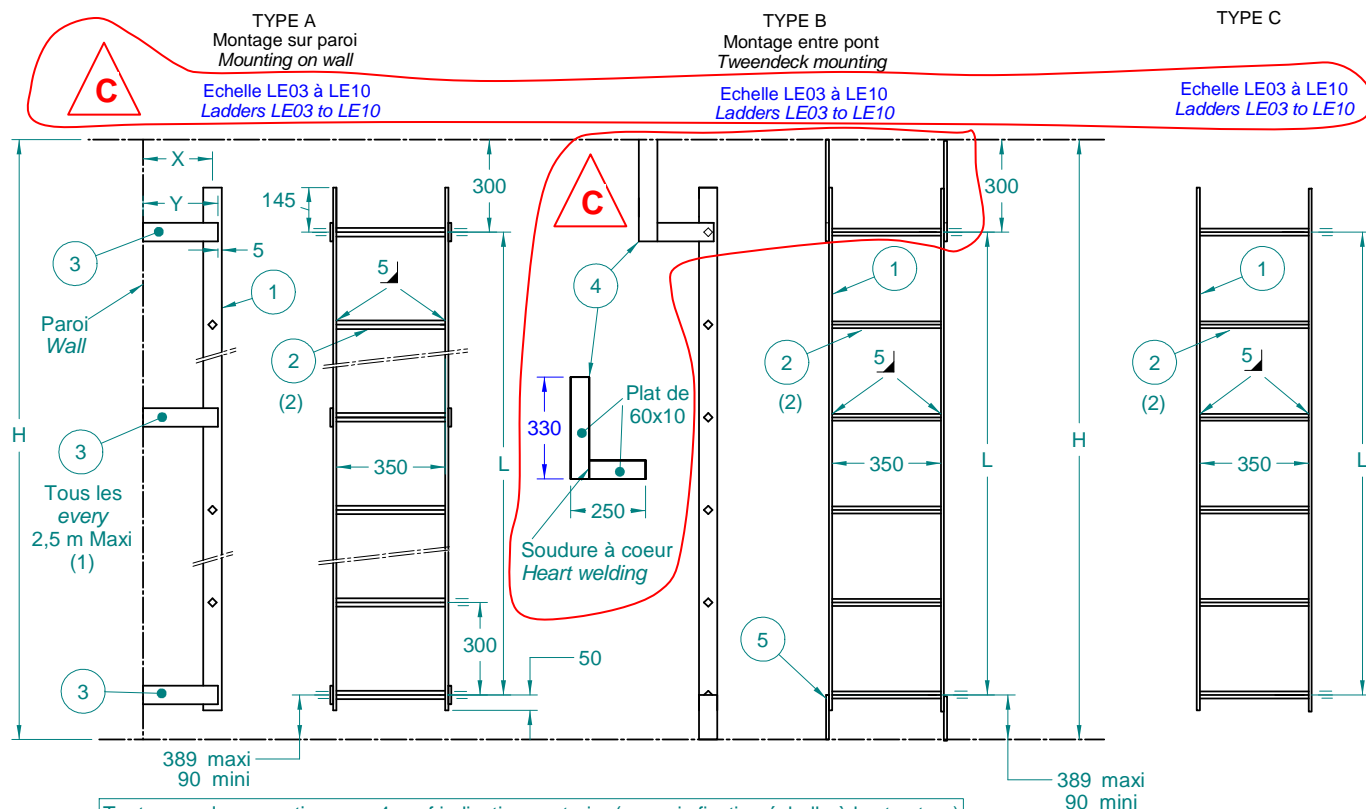 TYPE A
Montage sur paroi
Mounting on wall
TYPE B
Montage entre pont
Tweendeck mounting
TYPE C
C
Echelle LE03 à LE10
Ladders LE03 to LE10
Echelle LE03 à LE10
Ladders LE03 to LE10
Echelle LE03 à LE10
Ladders LE03 to LE10
X
Y
3
5
1
Paroi
Wall
H
3
Tous les
every
2,5 m Maxi
(1)
3
145
300
5
2
(2)
350
L
300
50
389 maxi
90 mini
C
4
330
Plat de
60x10
250
Soudure à coeur
Heart welding
300
1
2
(2)
5
350
L
H
5
389 maxi
90 mini
1
2
(2)
5
350
L